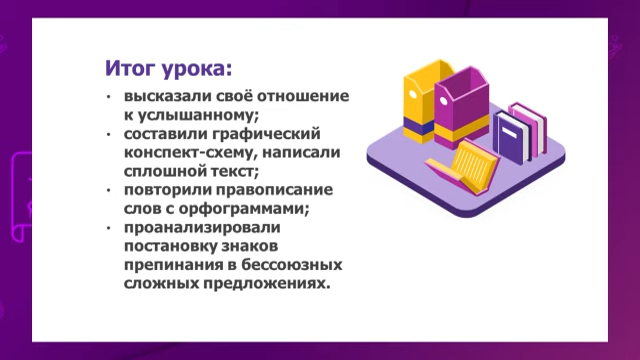 Итог урока:
• высказали своё отношение
к услышанному;
• составили графический
конспект-схему, написали
сплошной текст;
• повторили правописание
слов с орфограммами;
• проанализировали
постановку знаков
препинания в бессоюзных
сложных предложениях.